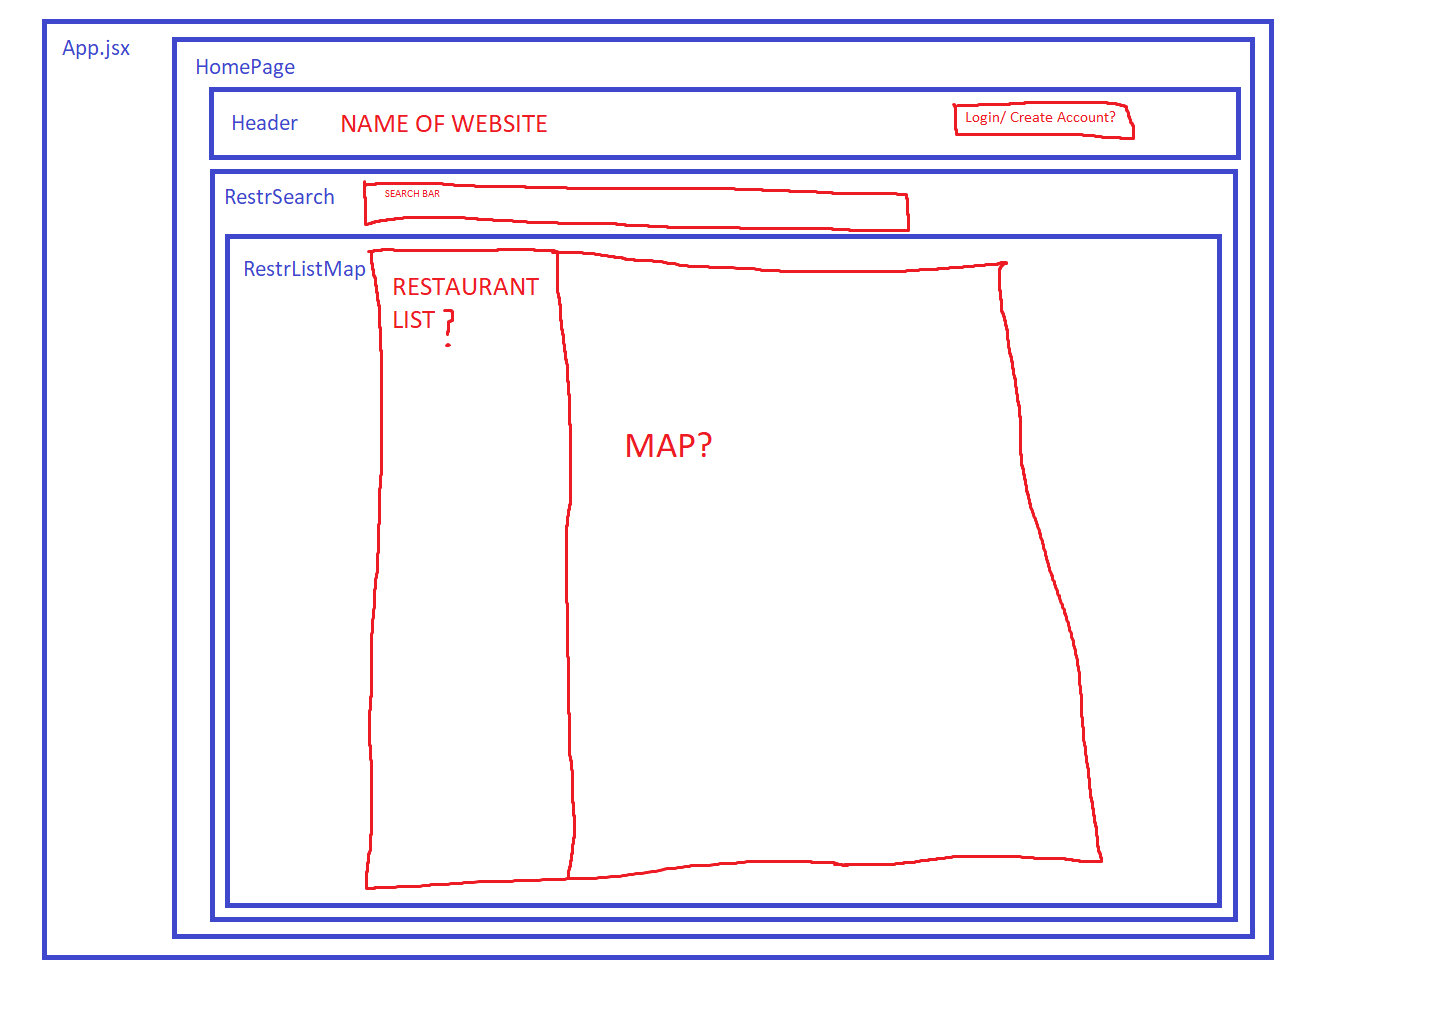 App.jsx
HomePage
Header
NAME OF WEBSITE
Login/ Create Account?
RestrSearch
SEARCH BAR
RestrListMap
RESTAURANT
LIST ?
MAP?